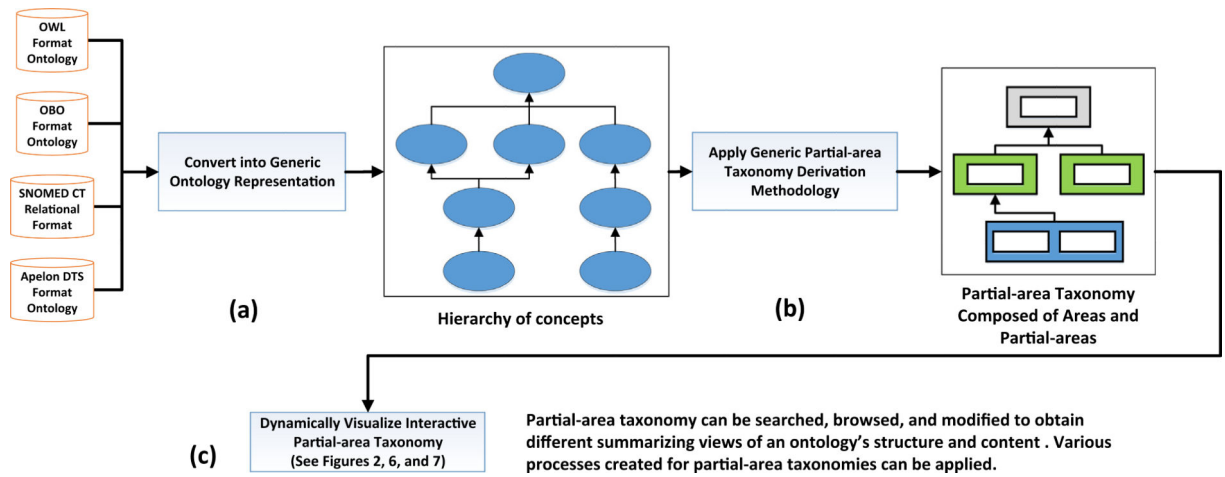 OWL
Format
Ontology
OBO
Format
Ontology
SNOMED CT
Relational
Format
Apelon DTS
Format
Ontology
Convert into Generic
Ontology Representation
(a)
Hierarchy of concepts
Apply Generic Partial-area
Taxonomy Derivation
Methodology
(b)
Partial-area Taxonomy
Composed of Areas and
Partial-areas
Dynamically Visualize Interactive
Partial-area Taxonomy
(See Figures 2, 6, and 7)
(c)
Partial-area taxonomy can be searched, browsed, and modified to obtain
different summarizing views of an ontology's structure and content . Various
processes created for partial-area taxonomies can be applied.